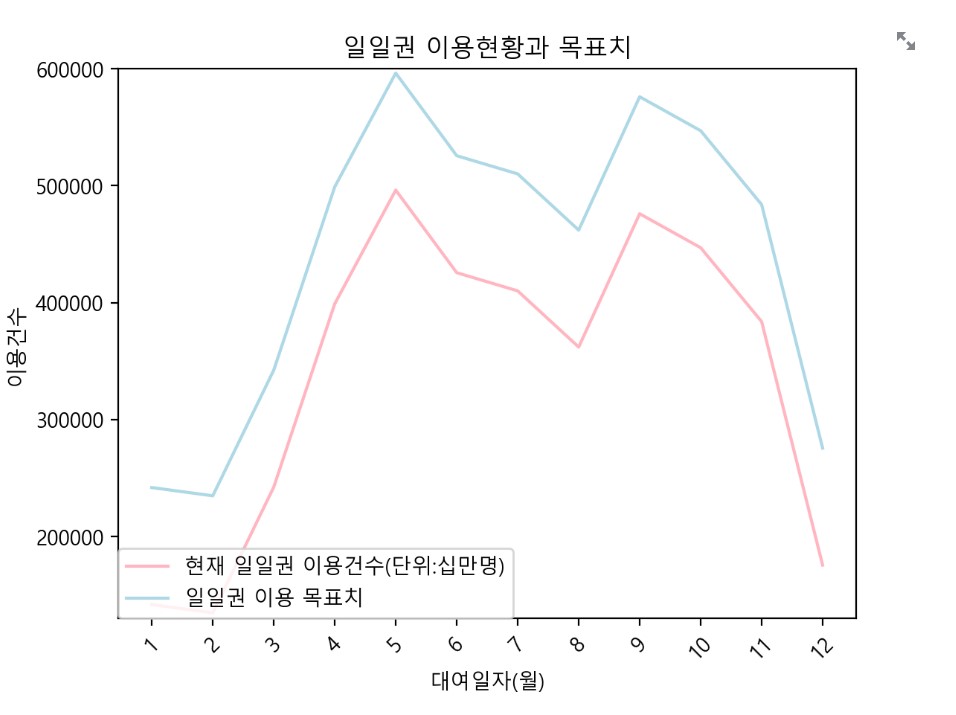 일일권 이용현황과 목표치
600000
500000
400000
300000
200000
이용건수
현재 일일권 이용건수(단위:십만명)
일일권 이용 목표치
1 2 3 4 5 6 7 8 9 10 11 12
대여일자(월)